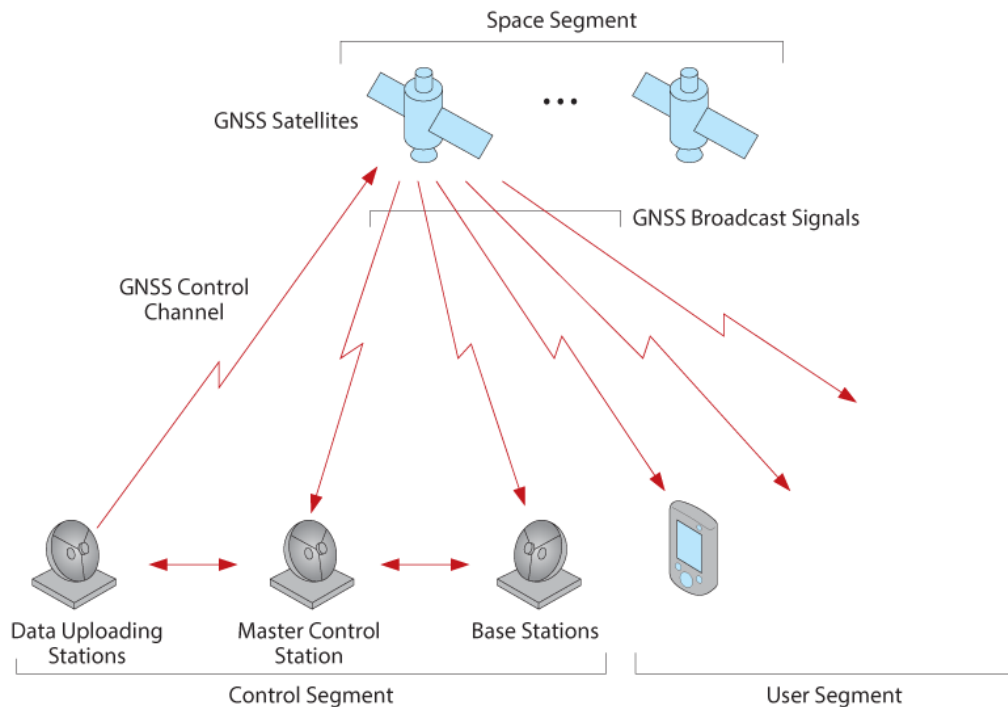 Space Segment
GNSS Satellites
...
GNSS Broadcast Signals
GNSS Control
Channel
Data Uploading
Stations
Master Control
Station
Base Stations
Control Segment
User Segment